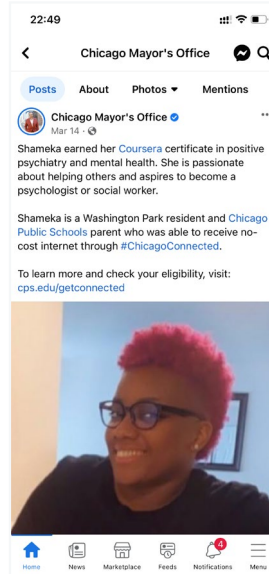 22:49
Chicago Mayor's Office
Posts About Photos Mentions
Chicago Mayor's Office
Mar 14 ·
Shameka earned her Coursera certificate in positive
psychiatry and mental health. She is passionate
about helping others and aspires to become a
psychologist or social worker.
Shameka is a Washington Park resident and Chicago
Public Schools parent who was able to receive no-
cost internet through #ChicagoConnected.
To learn more and check your eligibility, visit:
cps.edu/getconnected
4
Home News Marketplace Feeds Notifications Menu